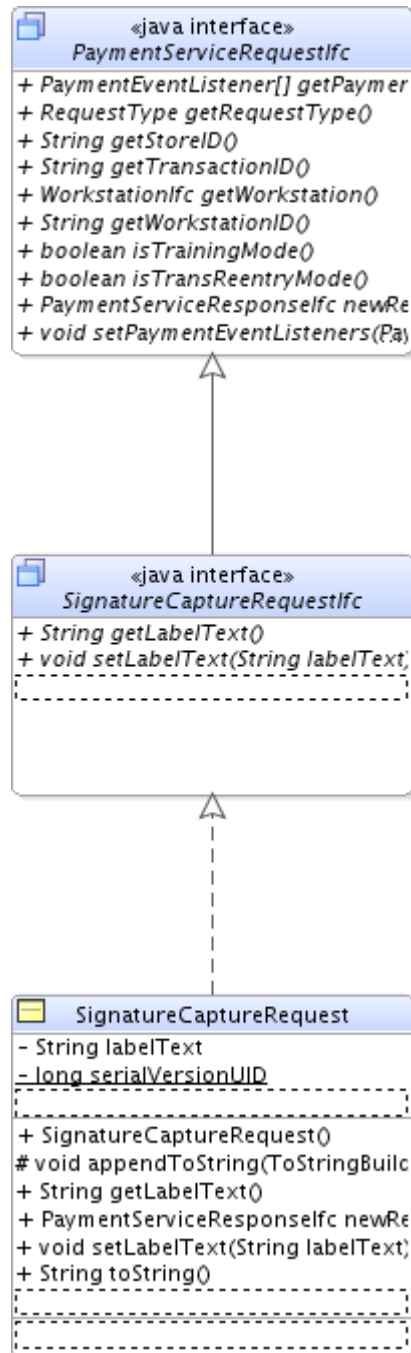 «java interface»
PaymentServiceRequestIfc
+ PaymentEventListener[] getPaymer
+ RequestType getRequestType()
+ String getStoreID()
+ String getTransactionID()
+ WorkstationIfc getWorkstation()
+ String getWorkstationID()
+ boolean isTrainingMode()
+ boolean isTransReentryMode()
+ PaymentServiceResponseIfc newRe
+ void setPaymentEventListeners(Pa
«java interface»
SignatureCaptureRequestIfc
+ String getLabelText()
+ void setLabelText(String labelText)
SignatureCaptureRequest
- String labelText
- long serialVersionUID
+ SignatureCaptureRequest()
# void appendToString(ToStringBuilc
+ String getLabelText()
+ PaymentServiceResponseIfc newRe
+ void setLabelText(String labelText)
+ String toString()